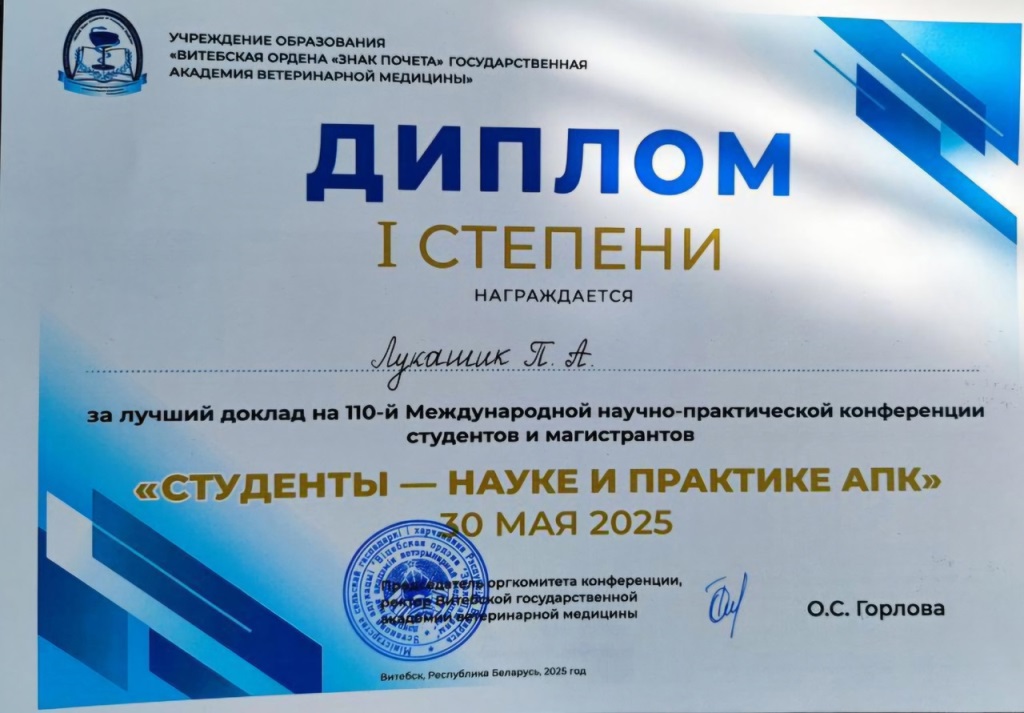 УЧРЕЖДЕНИЕ ОБРАЗОВАНИЯ
«ВИТЕБСКАЯ ОРДЕНА «ЗНАК ПОЧЕТА» ГОСУДАРСТВЕННАЯ
АКАДЕМИЯ ВЕТЕРИНАРНОЙ МЕДИЦИНЫ»
ДИПЛОМ
I СТЕПЕНИ
НАГРАЖДАЕТСЯ
Лукашик П. А.
за лучший доклад на 110-й Международной научно-практической конференции
студентов и магистрантов
«СТУДЕНТЫ — НАУКЕ И ПРАКТИКЕ АПК»
30 МАЯ 2025
Председатель оргкомитета конференции,
ректор Витебской государственной
академии ветеринарной медицины
О.С. Горлова
Витебск, Республика Беларусь, 2025 год